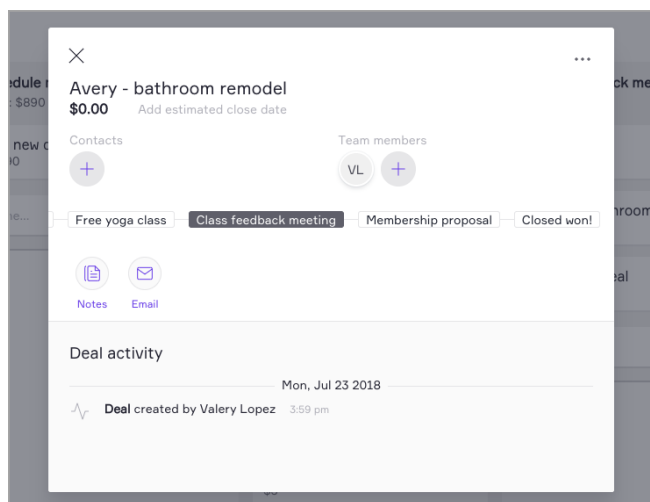 Avery - bathroom remodel
$0.00 Add estimated close date
Contacts Team members
VL
Free yoga class Class feedback meeting Membership proposal Closed won!
Notes Email
Deal activity
Mon, Jul 23 2018
Deal created by Valery Lopez 3:59 pm
: $890
new